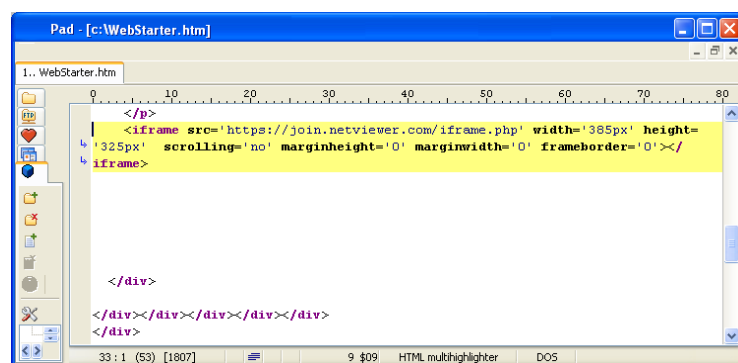 Pad - [c:\WebStarter.htm]
1.. WebStarter.htm
0 10 20 30 40 50 60 70 80
FTP
</p>
<iframe src='https://join.netviewer.com/iframe.php' width='385px' height=
'325px' scrolling='no' marginheight='0' marginwidth='0' frameborder='0'></
iframe>
</div>
</div></div></div></div></div>
</div>
33 : 1 (53) [1807] 9 $09 HTML multihighlighter DOS